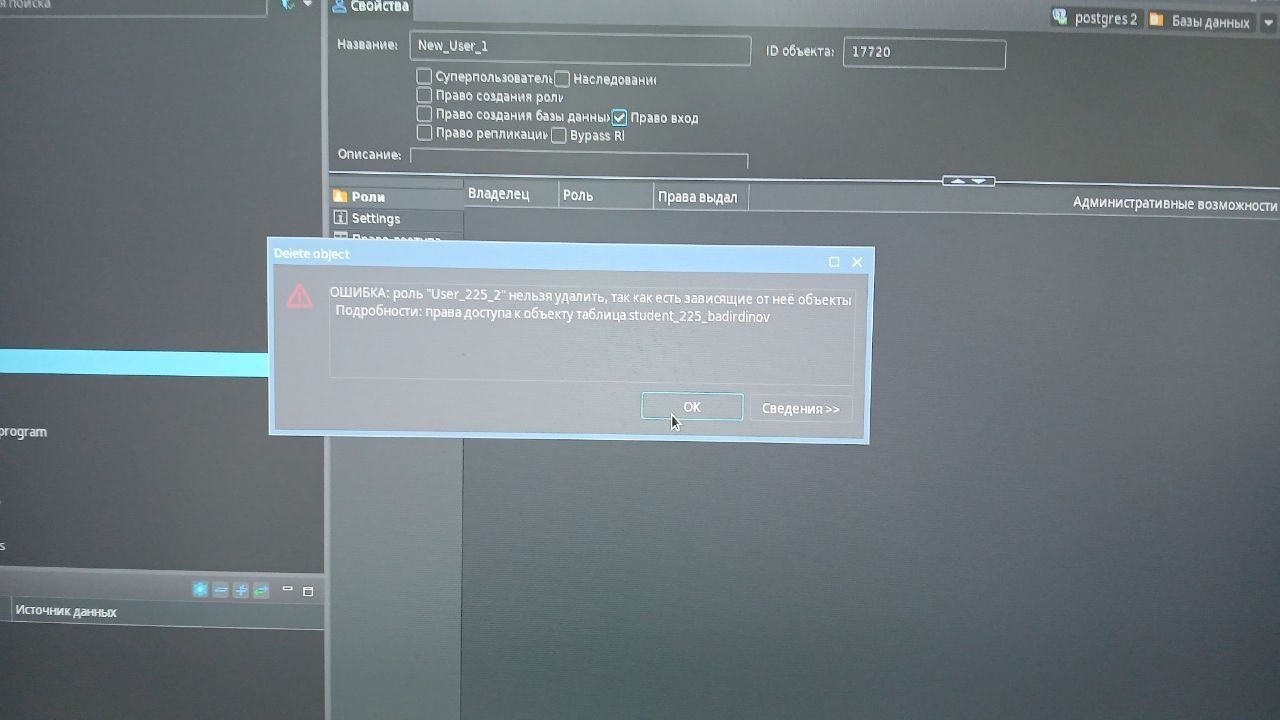 я поиска
Свойства
postgres 2
Базы данных
Название:
New_User_1
ID объекта:
17720
Суперпользователь
Наследовани
Право создания роли
Право создания базы данны
Право вход
Право репликаци
Bypass Rl
Описание:
Роли
Settings
Владелец
Роль
Права выдал
Административные возможности
Delete object
ОШИБКА: роль "User_225_2" нельзя удалить, так как есть зависящие от неё объекты
Подробности: права доступа к объекту таблица student_225_badirdinov
OK
Сведения >>
program
s
Источник данных